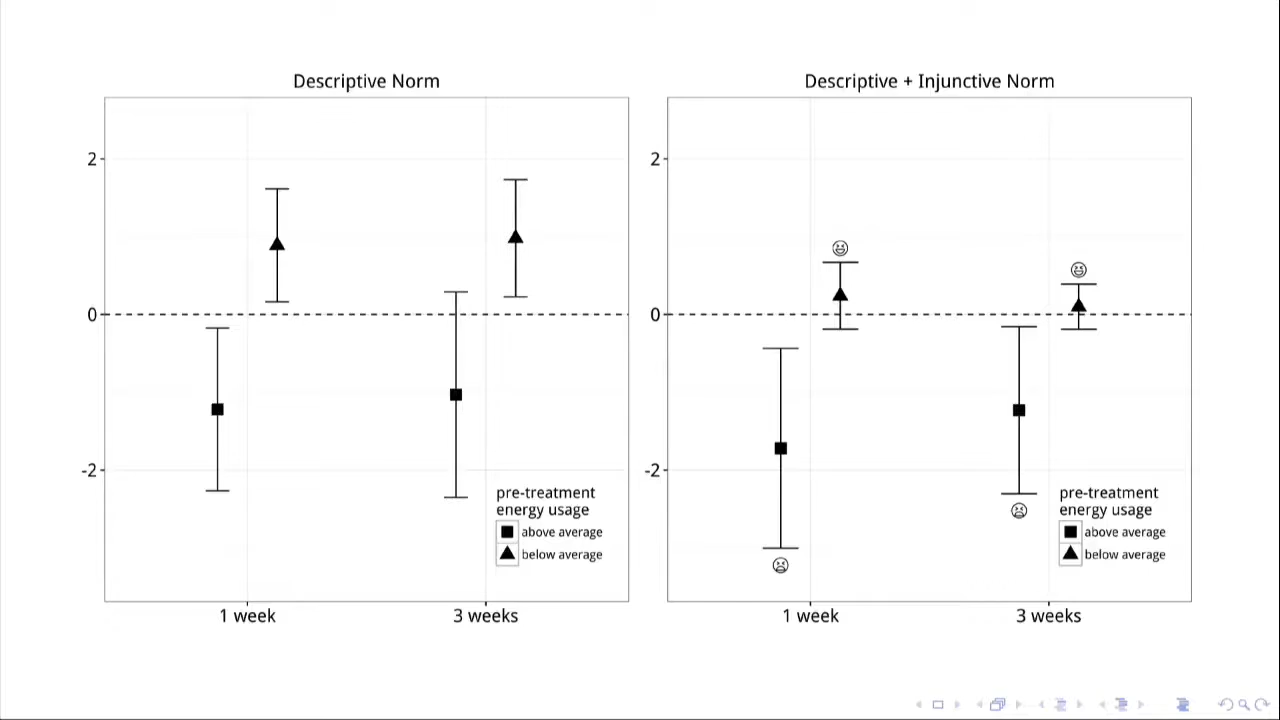 Descriptive Norm
2
0
-2
pre-treatment
energy usage
above average
below average
1 week
3 weeks
Descriptive + Injunctive Norm
2
0
-2
pre-treatment
energy usage
above average
below average
1 week
3 weeks